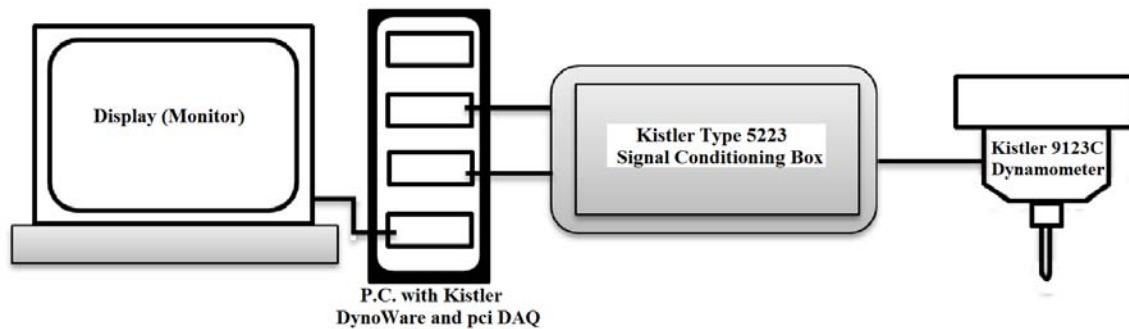 Display (Monitor)
P.C. with Kistler
DynoWare and pci DAQ
Kistler Type 5223
Signal Conditioning Box
Kistler 9123C
Dynamometer